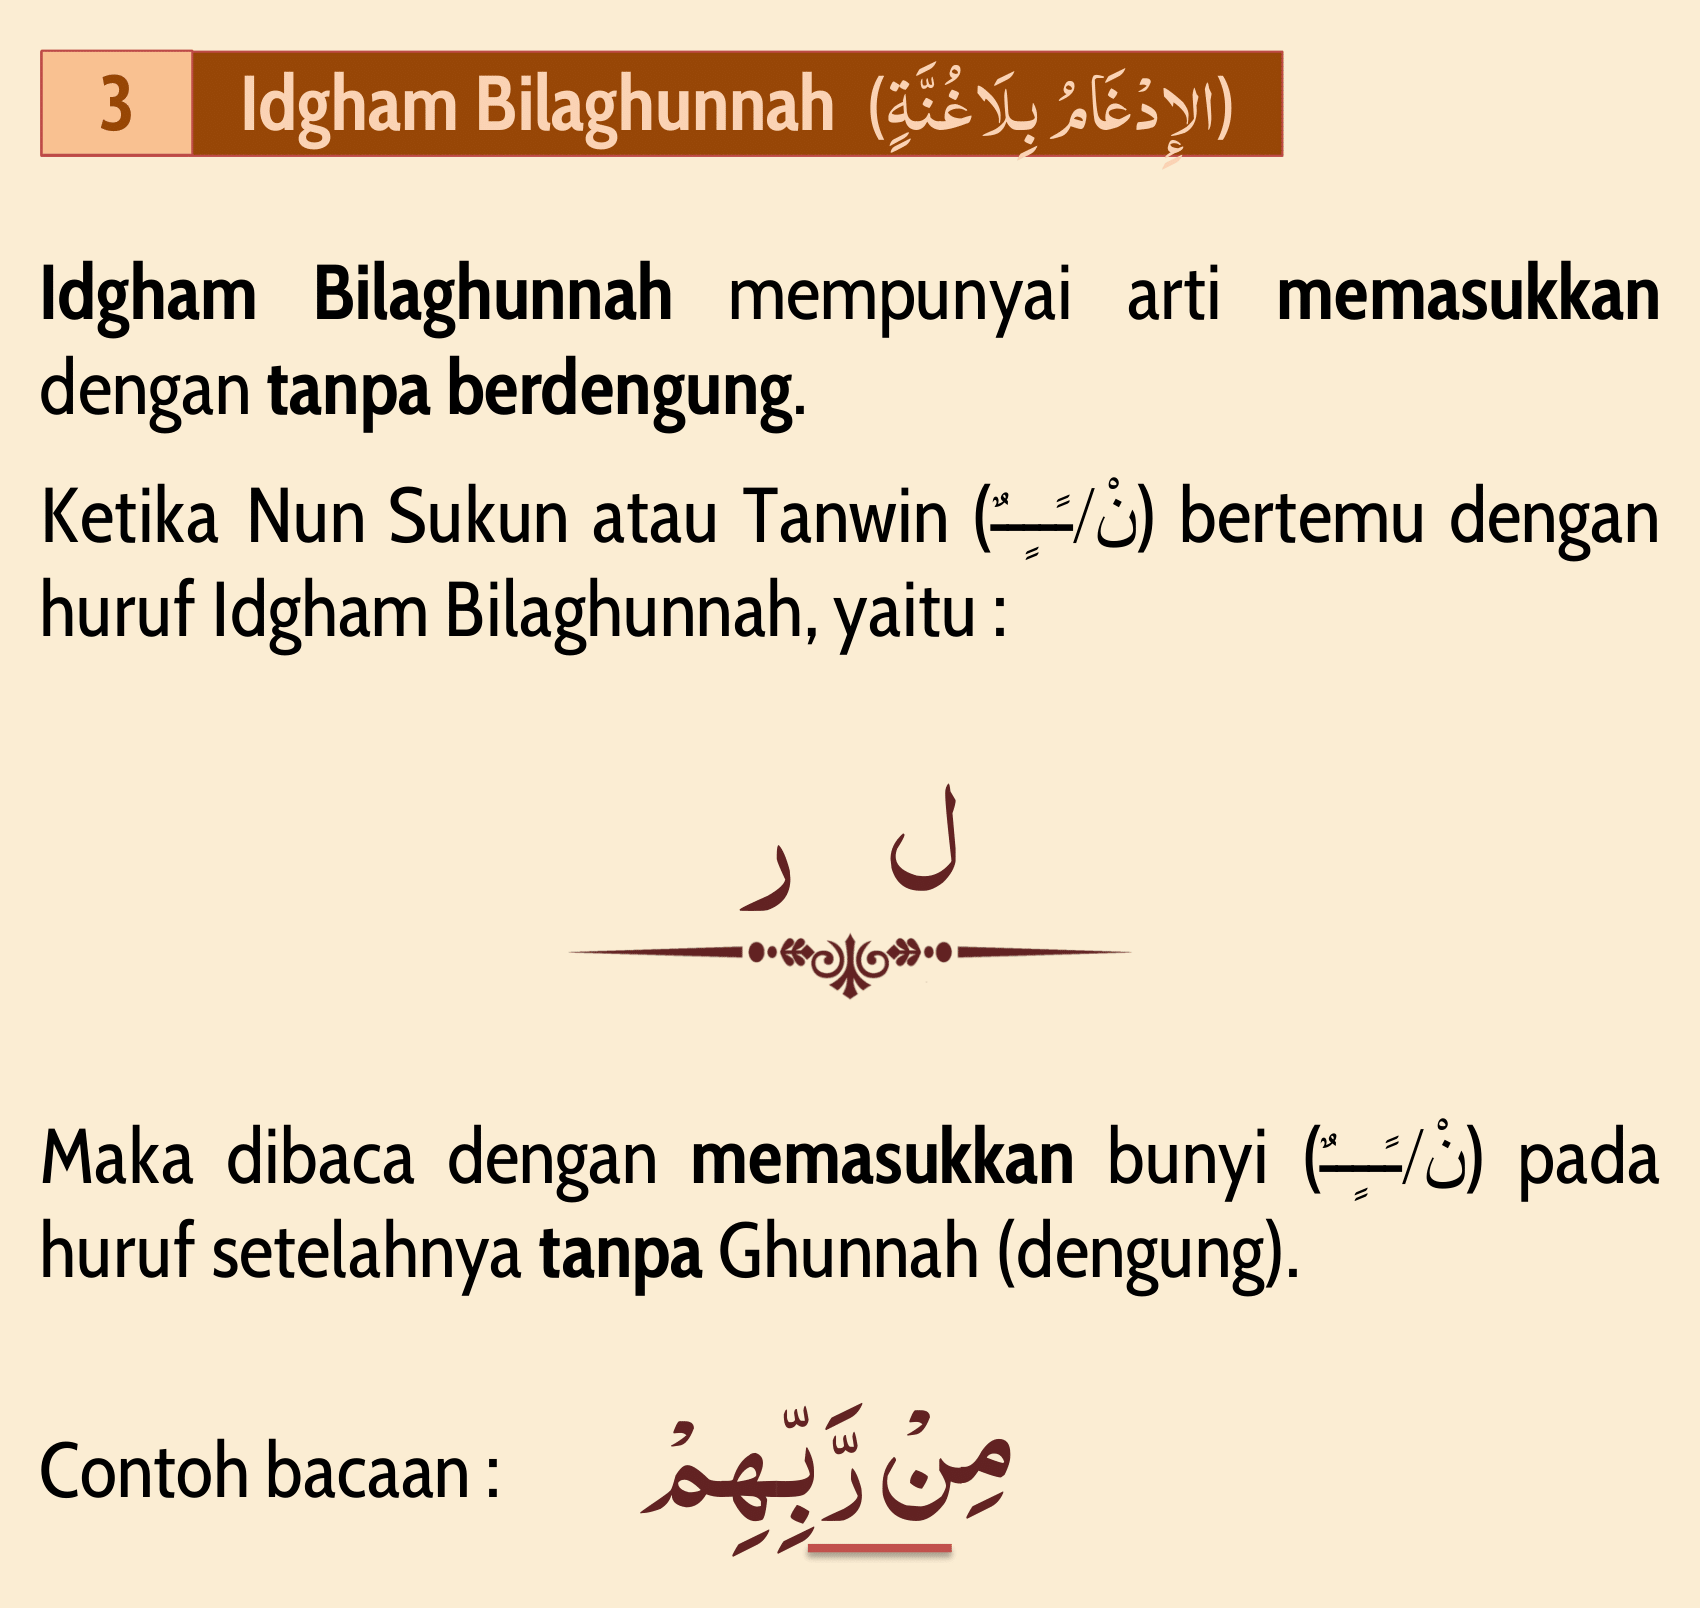 3 Idgham Bilaghunnah (الإِدْغَامُ بِلَاغُنَّةٍ)
Idgham Bilaghunnah mempunyai arti memasukkan
dengan tanpa berdengung.
Ketika Nun Sukun atau Tanwin (نْ/ـًـٍـٌ) bertemu dengan
huruf Idgham Bilaghunnah, yaitu :
ل ر
Maka dibaca dengan memasukkan bunyi (نْ/ـًـٍـٌ) pada
huruf setelahnya tanpa Ghunnah (dengung).
Contoh bacaan : مِنْ رَّبِّهِمْ